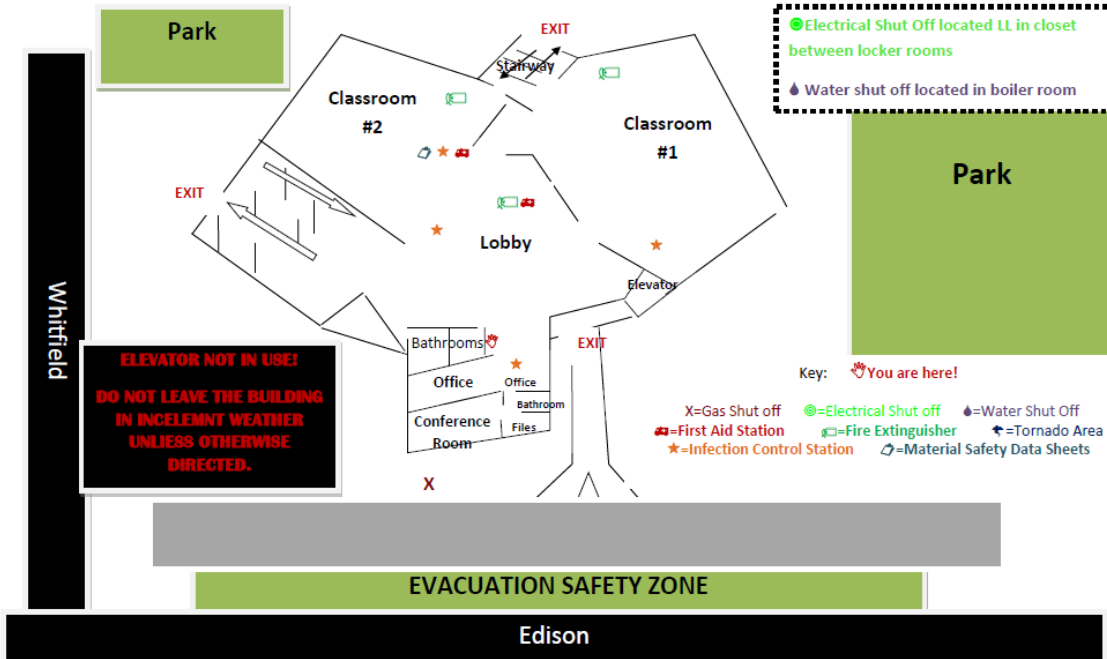 Park
EXIT
Stairway
Electrical Shut Off located LL in closet
between locker rooms
Water shut off located in boiler room
Classroom
#2
Classroom
#1
Park
EXIT
Lobby
Elevator
Whitfield
Bathrooms
EXIT
Office
Office
Bathroom
Conference
Room
Files
X
ELEVATOR NOT IN USE!
DO NOT LEAVE THE BUILDING
IN INCELEMNT WEATHER
UNLIESS OTHERWISE
DIRECTED.
Key: You are here!
X=Gas Shut off =Electrical Shut off =Water Shut Off
=First Aid Station =Fire Extinguisher =Tornado Area
=Infection Control Station =Material Safety Data Sheets
EVACUATION SAFETY ZONE
Edison